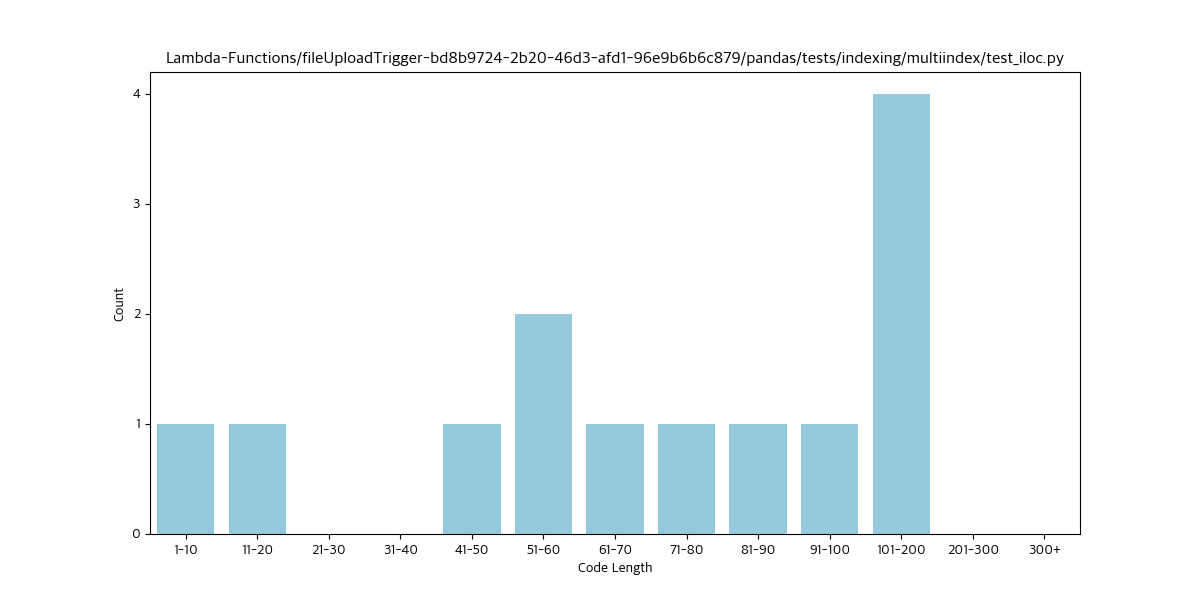 Lambda-Functions/fileUploadTrigger-bd8b9724-2b20-46d3-afd1-96e9b6b6c879/pandas/tests/indexing/multiindex/test_iloc.py
4
3
2
1
0
Count
1-10 11-20 21-30 31-40 41-50 51-60 61-70 71-80 81-90 91-100 101-200 201-300 300+
Code Length